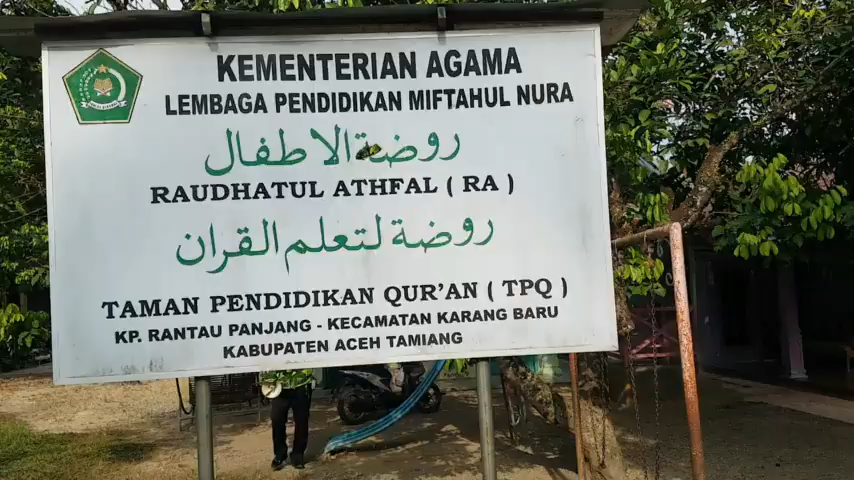 KEMENTERIAN AGAMA
LEMBAGA PENDIDIKAN MIFTAHUL NURA
روضة الاطفال
RAUDHATUL ATHFAL ( RA )
روضة لتعلم القران
TAMAN PENDIDIKAN QUR'AN ( TPQ )
KP. RANTAU PANJANG - KECAMATAN KARANG BARU
KABUPATEN ACEH TAMIANG